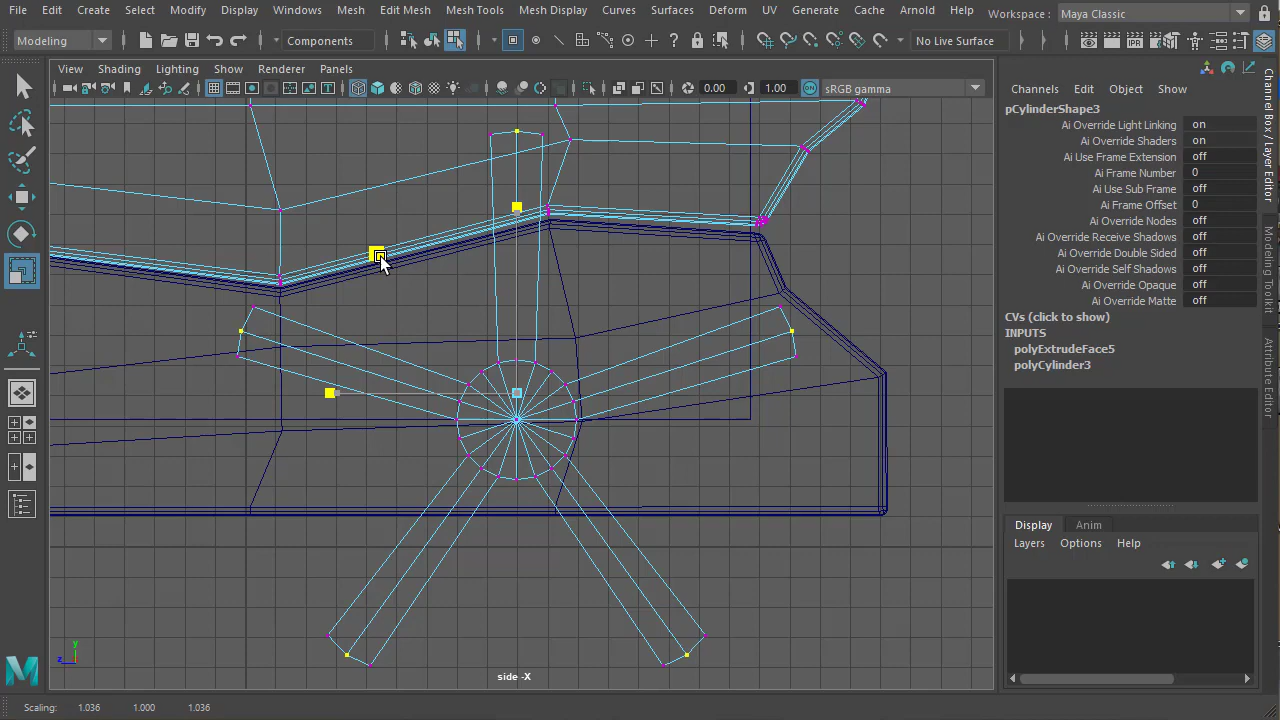 File Edit Create Select Modify Display Windows Mesh Edit Mesh Mesh Tools Mesh Display Curves Surfaces Deform UV Generate Cache Arnold Help Workspace : Maya Classic
Modeling Components No Live Surface
View Shading Lighting Show Renderer Panels
0.00 1.00 ON sRGB gamma
Channels Edit Object Show
pCylinderShape3
Ai Override Light Linking on
Ai Override Shaders on
Ai Use Frame Extension off
Ai Frame Number 0
Ai Use Sub Frame off
Ai Frame Offset 0
Ai Override Nodes off
Ai Override Receive Shadows off
Ai Override Double Sided off
Ai Override Self Shadows off
Ai Override Opaque off
Ai Override Matte off
CVs (click to show)
INPUTS
polyExtrudeFace5
polyCylinder3
Display Anim
Layers Options Help
Channel Box / Layer Editor
Modeling Toolkit
Attribute Editor
y
z
side -X
M
Scaling: 1.036 1.000 1.036